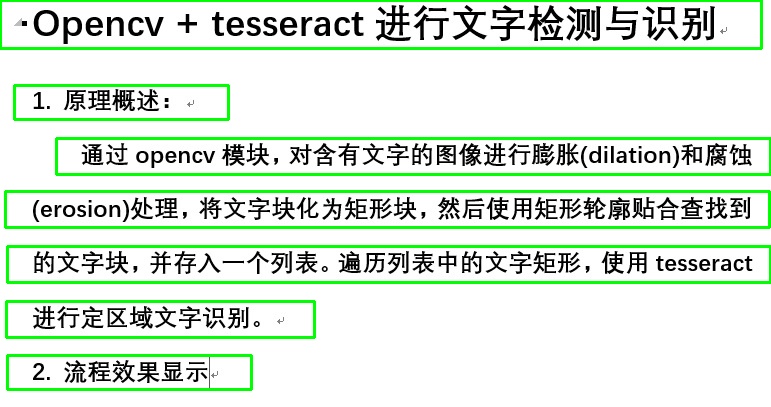 Opencv + tesseract 进行文字检测与识别
1. 原理概述：
通过 opencv 模块，对含有文字的图像进行膨胀(dilation)和腐蚀
(erosion)处理，将文字块化为矩形块，然后使用矩形轮廓贴合查找到
的文字块，并存入一个列表。遍历列表中的文字矩形，使用 tesseract
进行定区域文字识别。
2. 流程效果显示